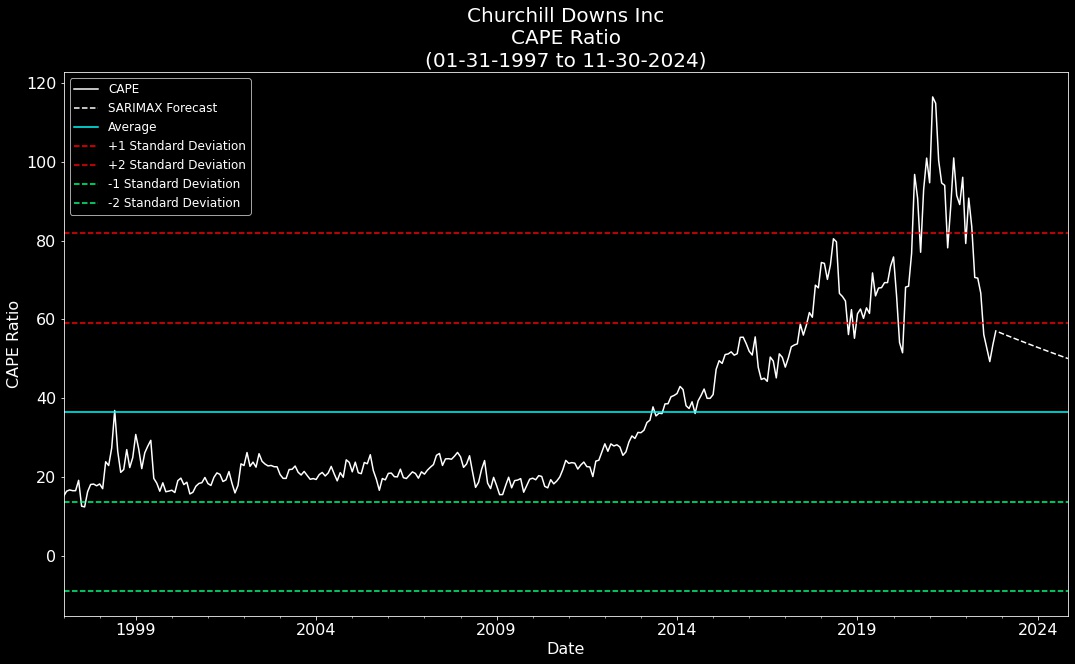 Churchill Downs Inc
CAPE Ratio
(01-31-1997 to 11-30-2024)
CAPE
SARIMAX Forecast
Average
+1 Standard Deviation
+2 Standard Deviation
-1 Standard Deviation
-2 Standard Deviation
120
100
80
60
40
20
0
CAPE Ratio
1999 2004 2009 2014 2019 2024
Date